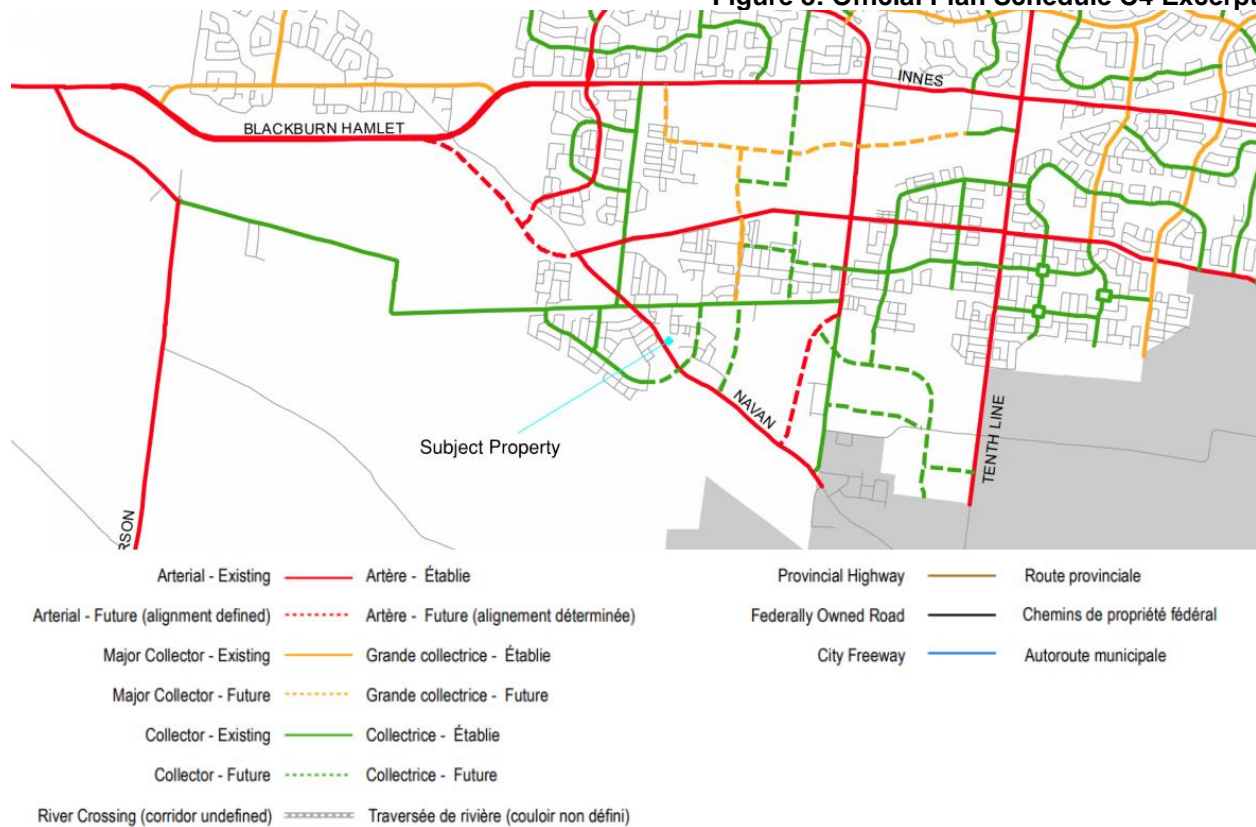 Figure 8: Official Plan Schedule C4 Excerpt
INNES
BLACKBURN HAMLET
NAVAN
TENTH LINE
Subject Property
RSON
Arterial - Existing Artère - Établie
Arterial - Future (alignment defined) Artère - Future (alignement déterminée)
Major Collector - Existing Grande collectrice - Établie
Major Collector - Future Grande collectrice - Future
Collector - Existing Collectrice - Établie
Collector - Future Collectrice - Future
River Crossing (corridor undefined) Traversée de rivière (couloir non défini)
Provincial Highway Route provinciale
Federally Owned Road Chemins de propriété fédéral
City Freeway Autoroute municipale